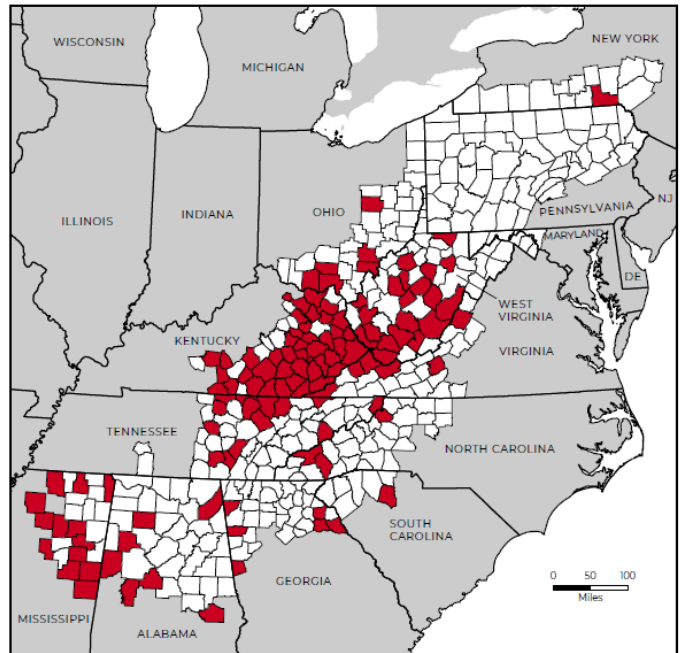 WISCONSIN
NEW YORK
MICHIGAN
ILLINOIS
INDIANA
OHIO
PENNSYLVANIA
NJ
MARYLAND
DE
WEST
VIRGINIA
VIRGINIA
KENTUCKY
TENNESSEE
NORTH CAROLINA
SOUTH
CAROLINA
GEORGIA
MISSISSIPPI
ALABAMA
0 50 100
Miles